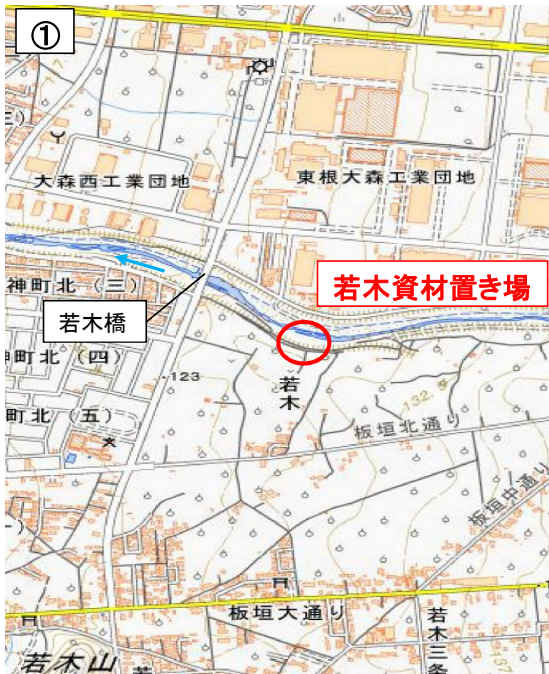 ①
三)
大森西工業団地
東根大森工業団地
神町北(三)
若木資材置き場
若木橋
町北(四)
・123
若木
132.
町北(五)
板垣北通り
板垣中通り
板垣大通り
若木三条
若木山